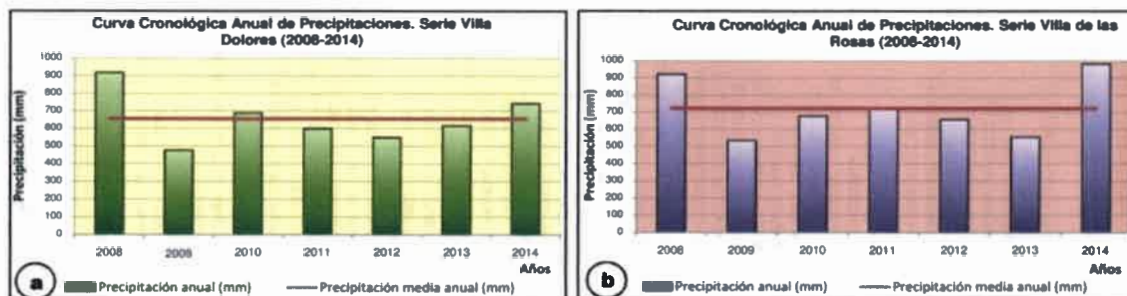 Curva Cronológica Anual de Precipitaciones. Serie Villa
Dolores (2008-2014)
Precipitación (mm)
1000
900
800
700
600
500
400
300
200
100
0
2008 2009 2010 2011 2012 2013 2014
Años
a
Precipitación anual (mm) Precipitación media anual (mm)
Curva Cronológica Anual de Precipitaciones. Serie Villa de las
Rosas (2008-2014)
Precipitación (mm)
1000
900
800
700
600
500
400
300
200
100
0
2008 2009 2010 2011 2012 2013 2014
Años
b
Precipitación anual (mm) Precipitación media anual (mm)